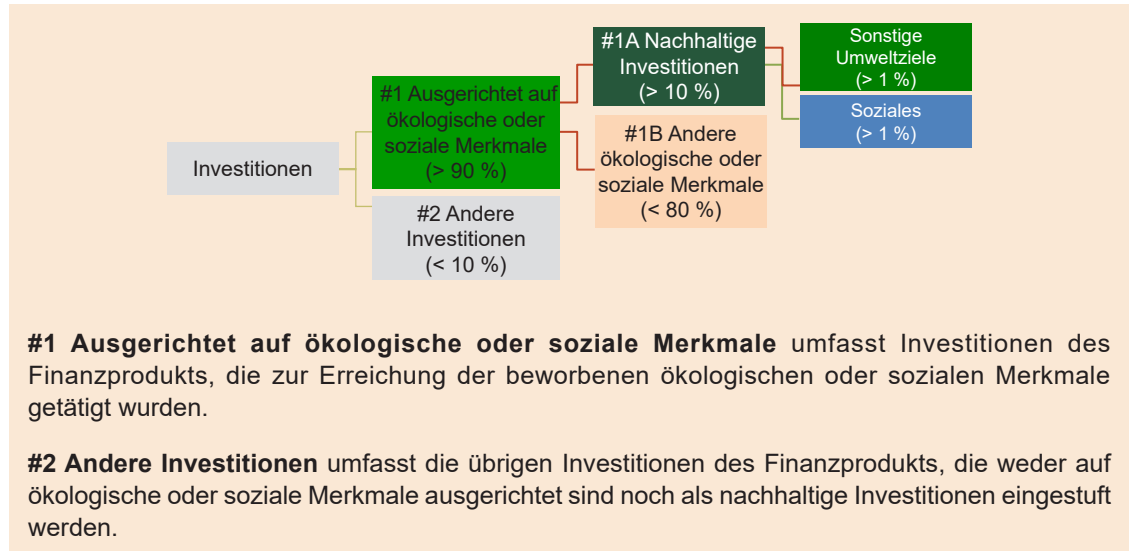 Investitionen
#1 Ausgerichtet auf
ökologische oder
soziale Merkmale
(> 90 %)
#2 Andere
Investitionen
(< 10 %)
#1A Nachhaltige
Investitionen
(> 10 %)
#1B Andere
ökologische oder
soziale Merkmale
(< 80 %)
Sonstige
Umweltziele
(> 1 %)
Soziales
(> 1 %)
#1 Ausgerichtet auf ökologische oder soziale Merkmale umfasst Investitionen des
Finanzprodukts, die zur Erreichung der beworbenen ökologischen oder sozialen Merkmale
getätigt wurden.
#2 Andere Investitionen umfasst die übrigen Investitionen des Finanzprodukts, die weder auf
ökologische oder soziale Merkmale ausgerichtet sind noch als nachhaltige Investitionen eingestuft
werden.